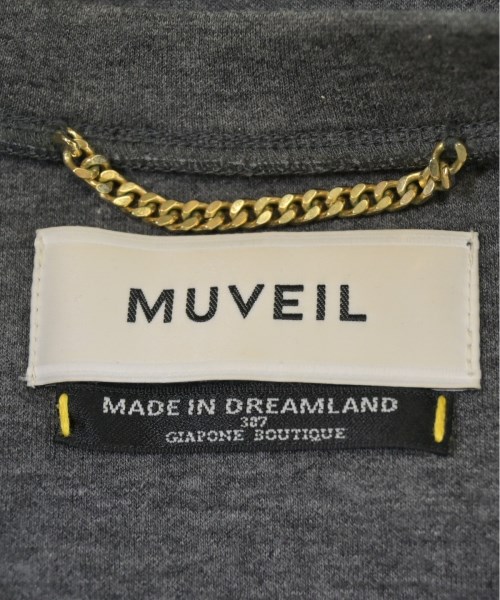 MUVEIL
MADE IN DREAMLAND
387
GIAPONE BOUTIQUE